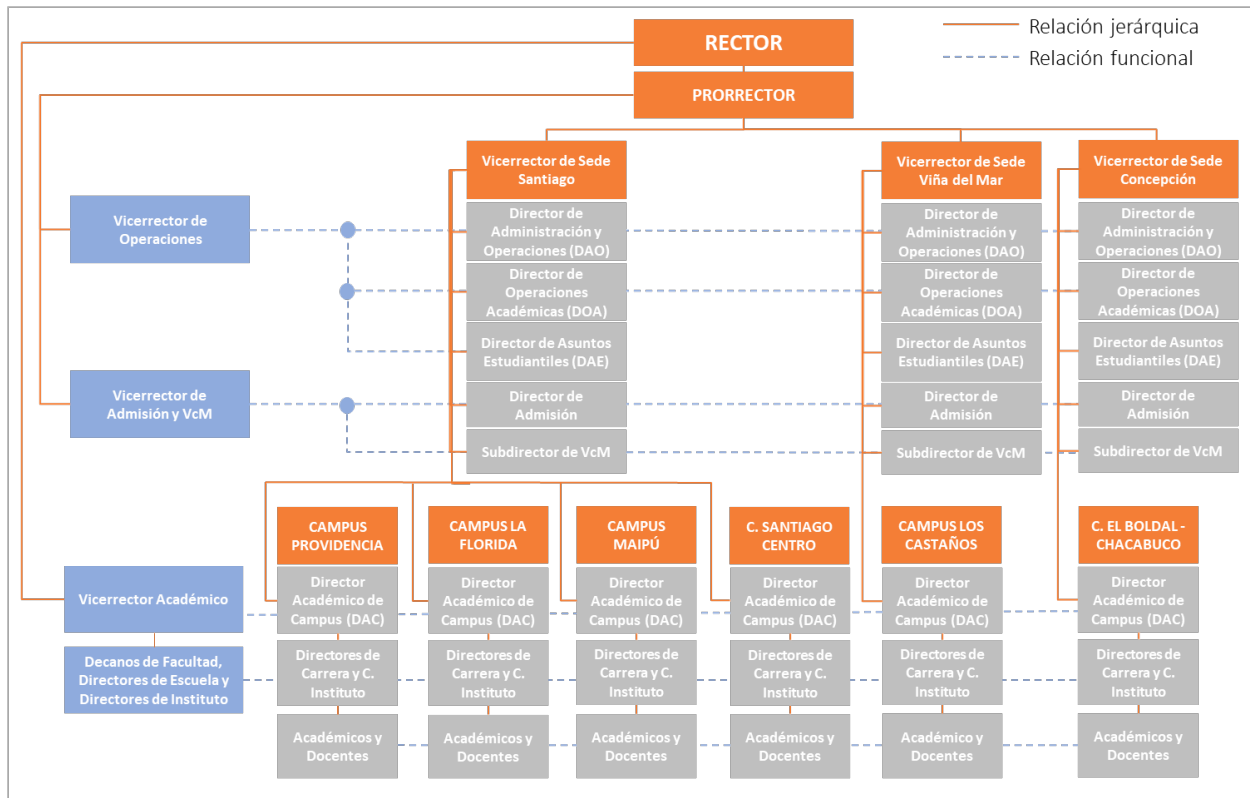 RECTOR
Relación jerárquica
Relación funcional
PRORRECTOR
Vicerrector de Sede
Santiago
Vicerrector de Sede
Viña del Mar
Vicerrector de Sede
Concepción
Vicerrector de
Operaciones
Director de
Administración y
Operaciones (DAO)
Director de
Administración y
Operaciones (DAO)
Director de
Administración y
Operaciones (DAO)
Director de
Operaciones
Académicas (DOA)
Director de
Operaciones
Académicas (DOA)
Director de
Operaciones
Académicas (DOA)
Director de Asuntos
Estudiantiles (DAE)
Director de Asuntos
Estudiantiles (DAE)
Director de Asuntos
Estudiantiles (DAE)
Vicerrector de
Admisión y VcM
Director de
Admisión
Director de
Admisión
Director de
Admisión
Subdirector de VcM
Subdirector de VcM
Subdirector de VcM
CAMPUS
PROVIDENCIA
CAMPUS LA
FLORIDA
CAMPUS
MAIPÚ
C. SANTIAGO
CENTRO
CAMPUS LOS
CASTAÑOS
C. EL BOLDAL -
CHACABUCO
Vicerrector Académico
Director
Académico de
Campus (DAC)
Director
Académico de
Campus (DAC)
Director
Académico de
Campus (DAC)
Director
Académico de
Campus (DAC)
Director
Académico de
Campus (DAC)
Director
Académico de
Campus (DAC)
Decanos de Facultad,
Directores de Escuela y
Directores de Instituto
Directores de
Carrera y C.
Instituto
Directores de
Carrera y C.
Instituto
Directores de
Carrera y C.
Instituto
Directores de
Carrera y C.
Instituto
Directores de
Carrera y C.
Instituto
Directores de
Carrera y C.
Instituto
Académicos y
Docentes
Académicos y
Docentes
Académicos y
Docentes
Académicos y
Docentes
Académicos y
Docentes
Académicos y
Docentes